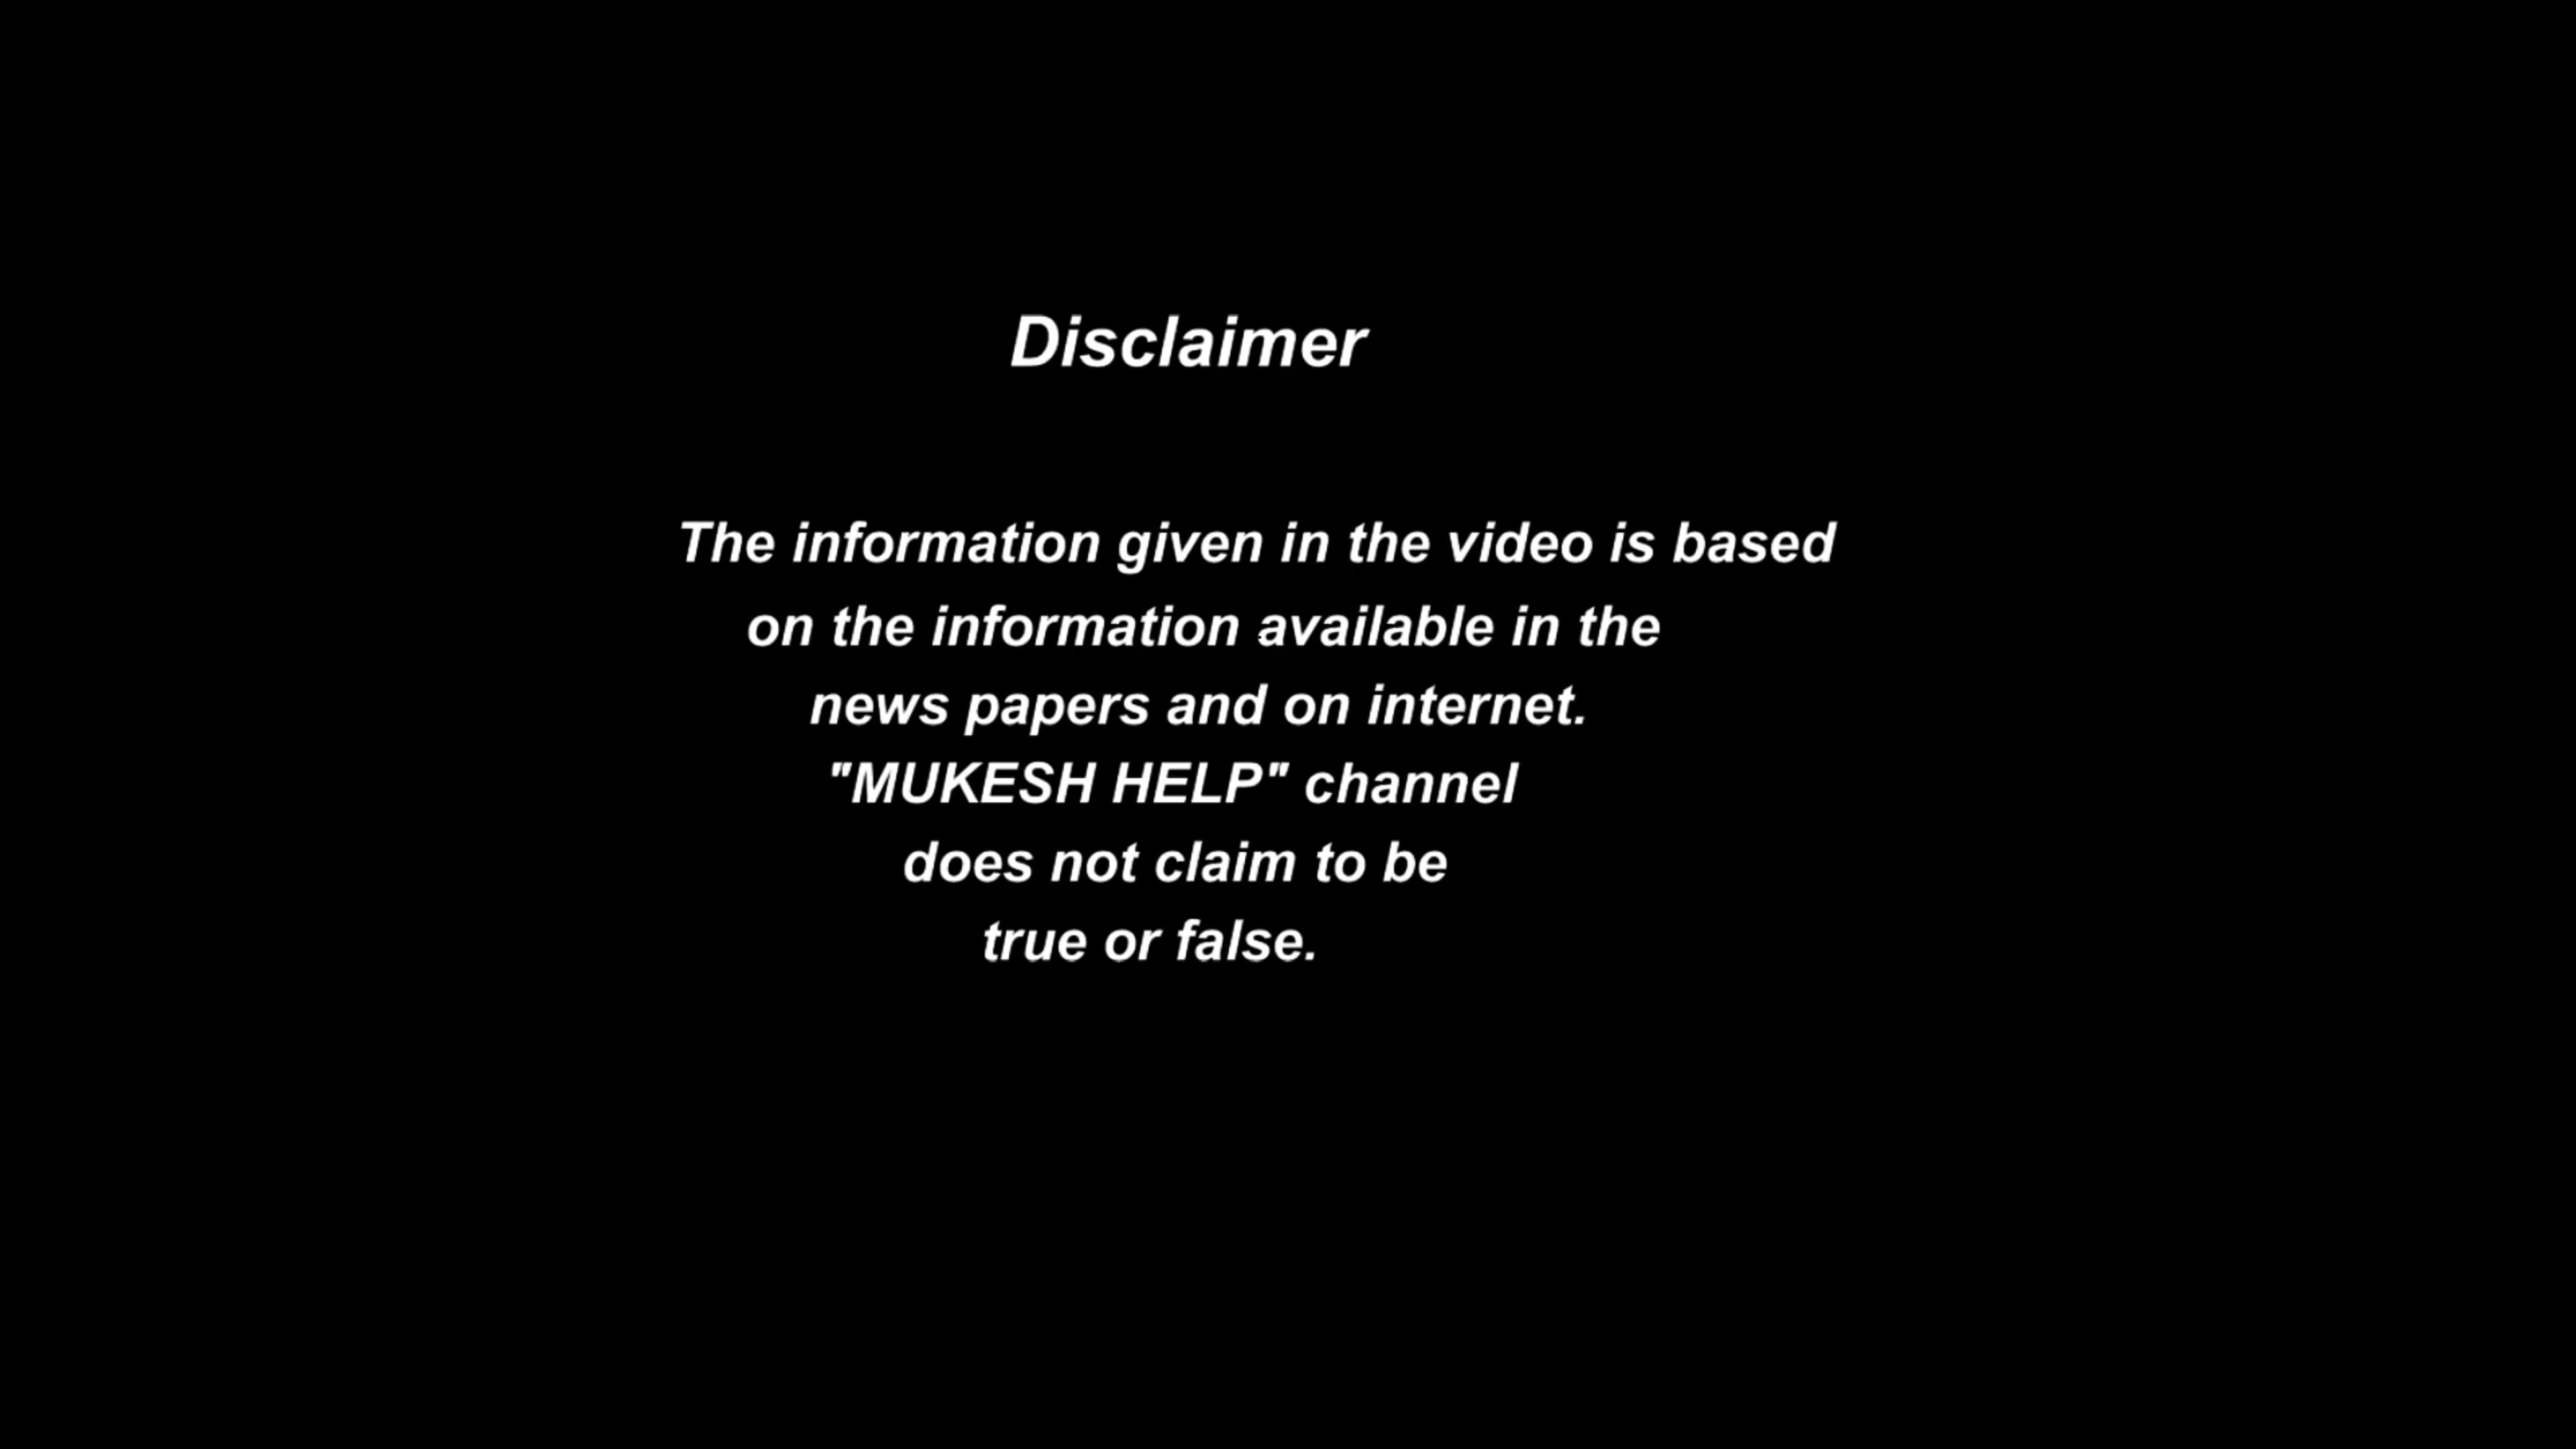 Disclaimer
The information given in the video is based
on the information available in the
news papers and on internet.
"MUKESH HELP" channel
does not claim to be
true or false.